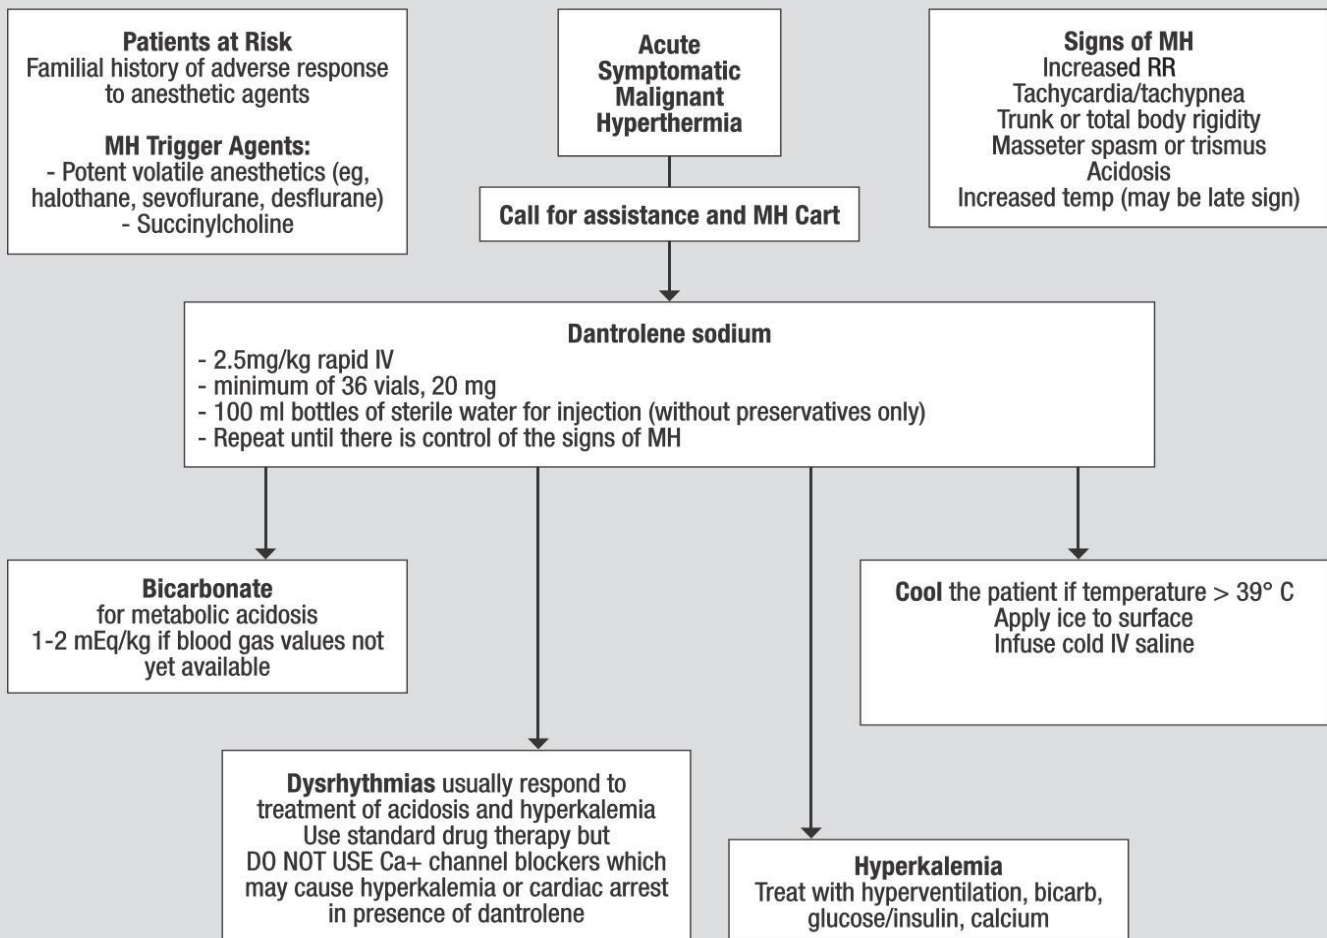 Patients at Risk
Familial history of adverse response
to anesthetic agents
MH Trigger Agents:
- Potent volatile anesthetics (eg,
halothane, sevoflurane, desflurane)
- Succinylcholine
Acute
Symptomatic
Malignant
Hyperthermia
Signs of MH
Increased RR
Tachycardia/tachypnea
Trunk or total body rigidity
Masseter spasm or trismus
Acidosis
Increased temp (may be late sign)
Call for assistance and MH Cart
Dantrolene sodium
- 2.5mg/kg rapid IV
- minimum of 36 vials, 20 mg
- 100 ml bottles of sterile water for injection (without preservatives only)
- Repeat until there is control of the signs of MH
Bicarbonate
for metabolic acidosis
1-2 mEq/kg if blood gas values not
yet available
Cool the patient if temperature > 39° C
Apply ice to surface
Infuse cold IV saline
Dysrhythmias usually respond to
treatment of acidosis and hyperkalemia
Use standard drug therapy but
DO NOT USE Ca+ channel blockers which
may cause hyperkalemia or cardiac arrest
in presence of dantrolene
Hyperkalemia
Treat with hyperventilation, bicarb,
glucose/insulin, calcium